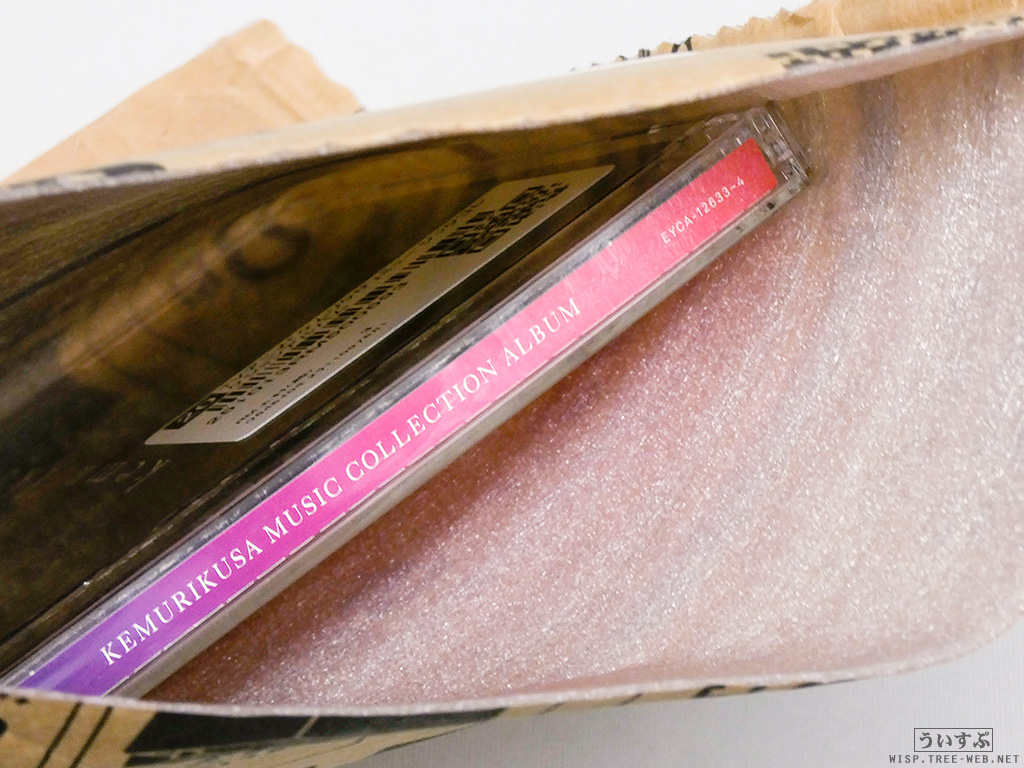 EYCA-12633~4
KEMURIKUSA MUSIC COLLECTION ALBUM
ういすぷ
WISP.TREE-WEB.NET